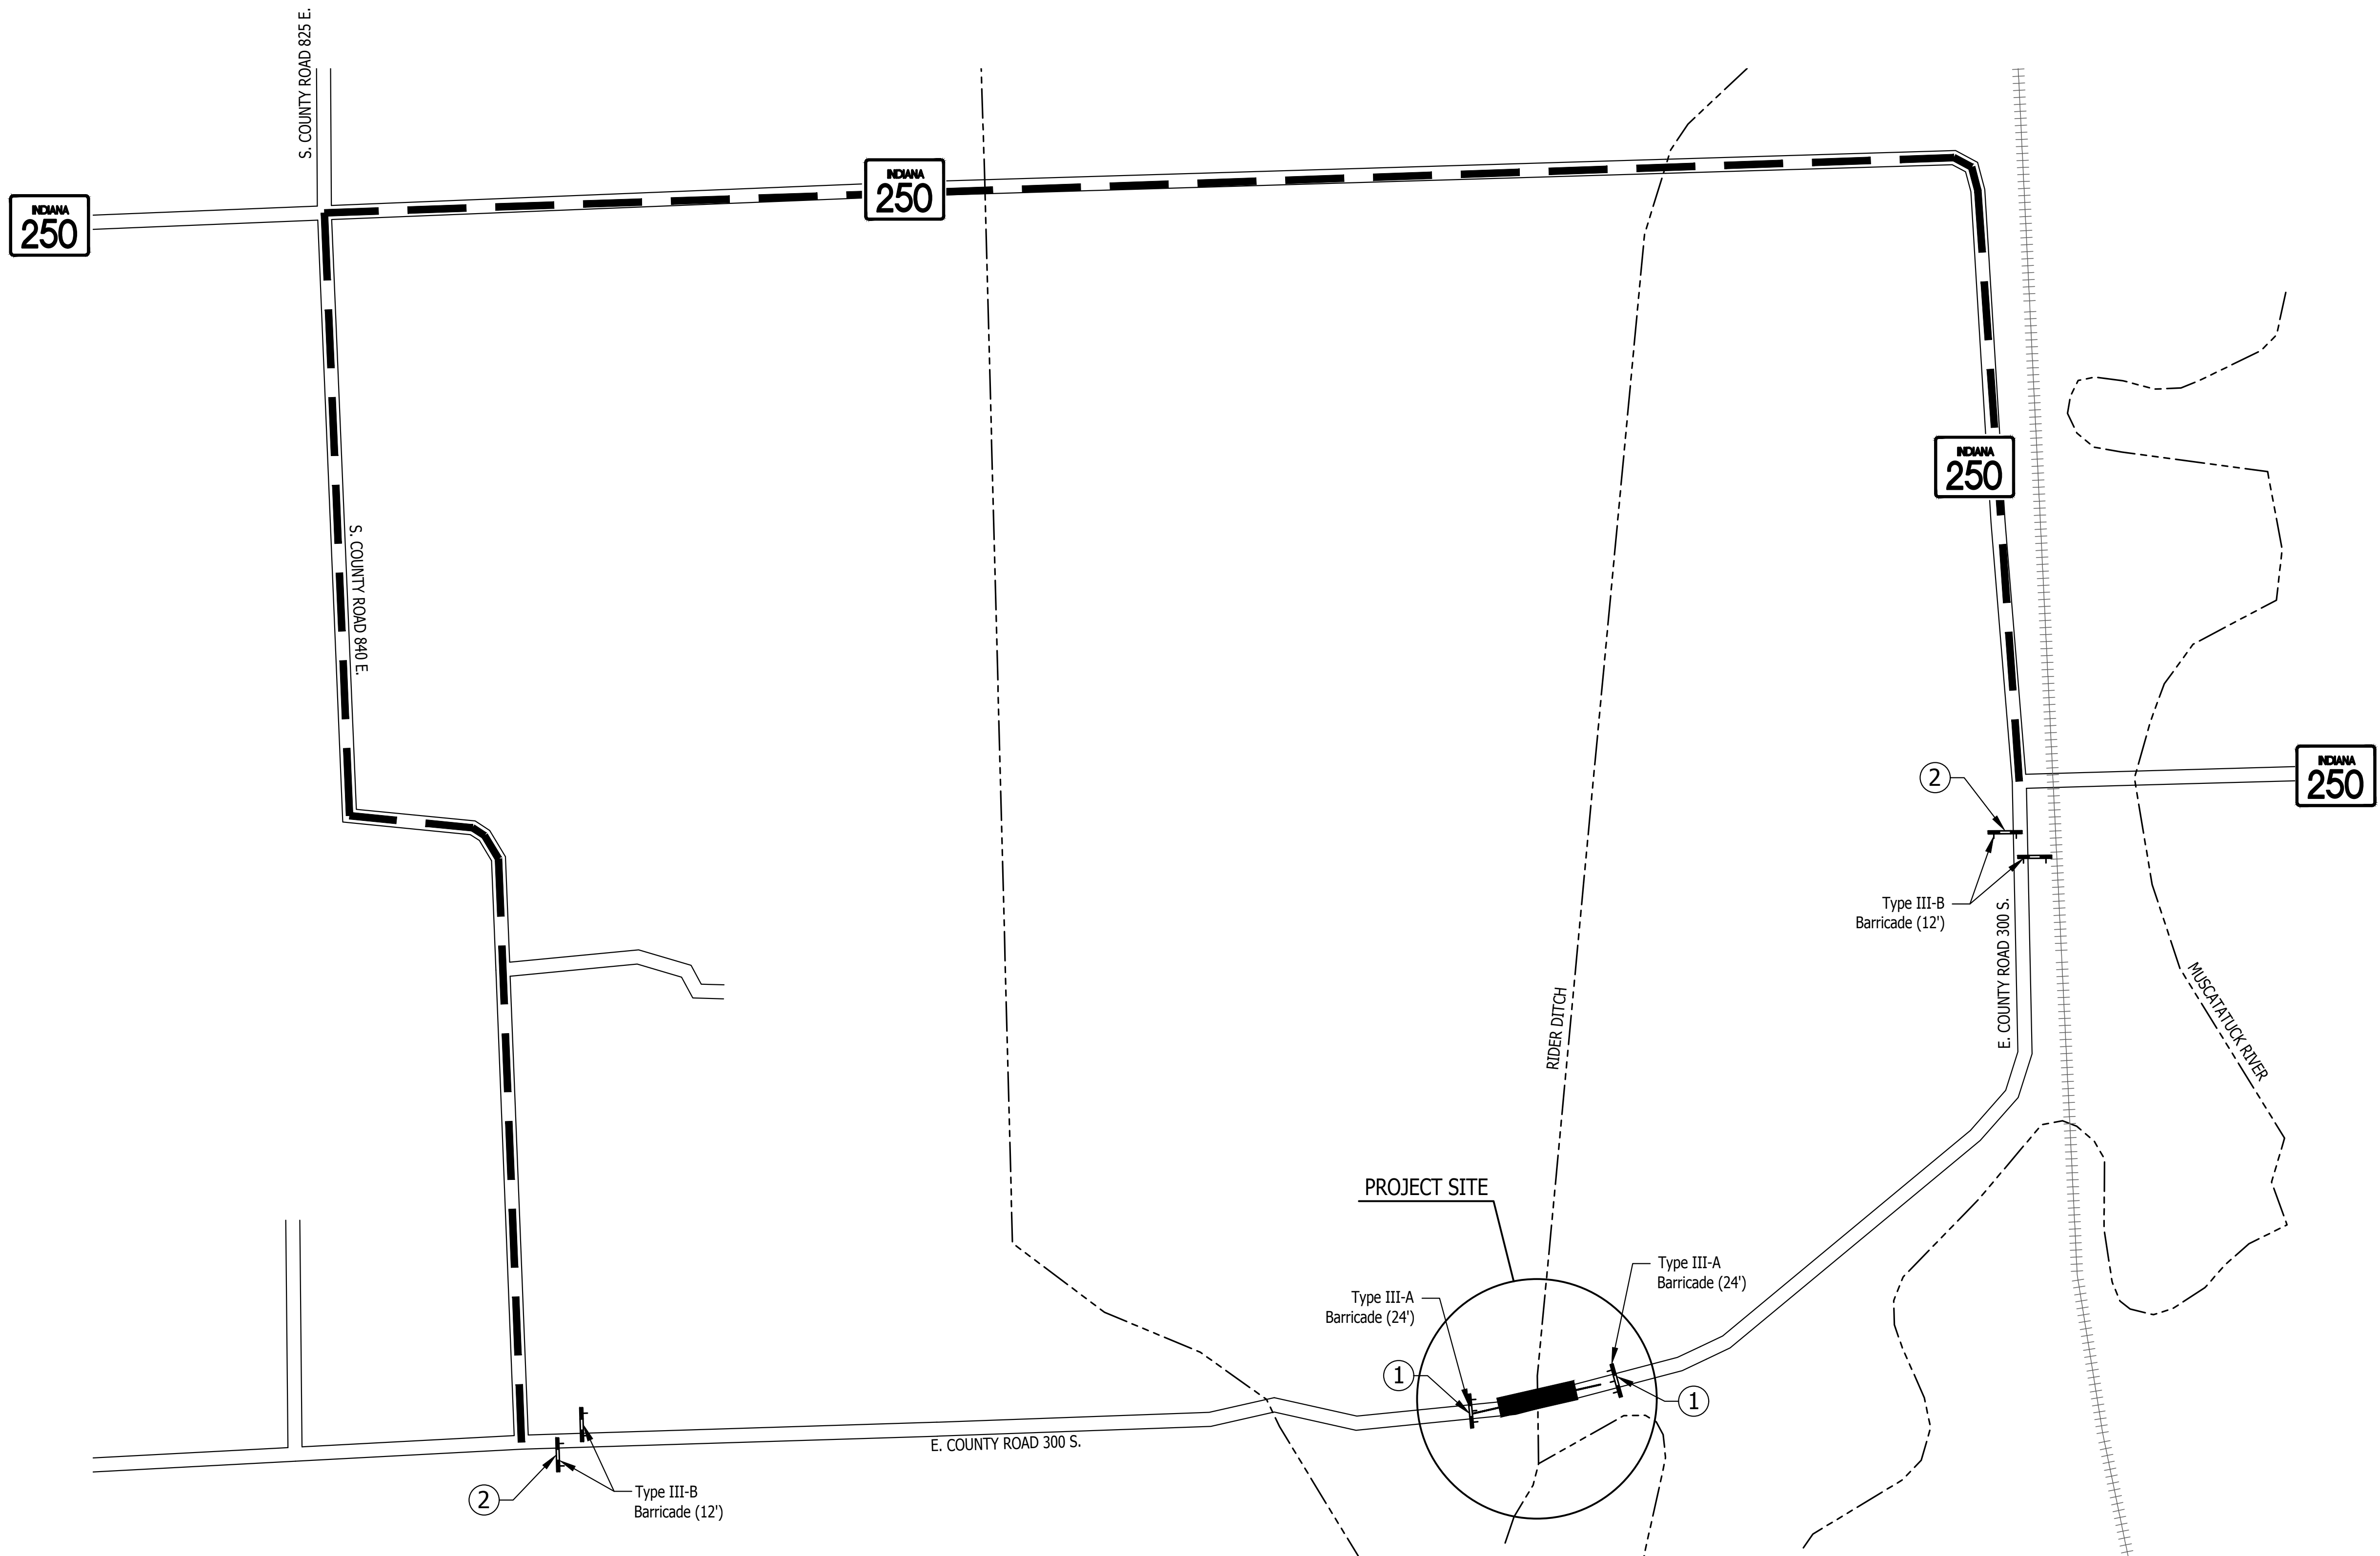 S. COUNTY ROAD 825 E.
INDIANA
250
INDIANA
250
INDIANA
250
S. COUNTY ROAD 840 E.
INDIANA
250
2
Type III-B
Barricade (12')
E. COUNTY ROAD 300 S.
MUSCATATUCK RIVER
RIDER DITCH
PROJECT SITE
Type III-A
Barricade (24')
Type III-A
Barricade (24')
1
1
E. COUNTY ROAD 300 S.
2
Type III-B
Barricade (12')